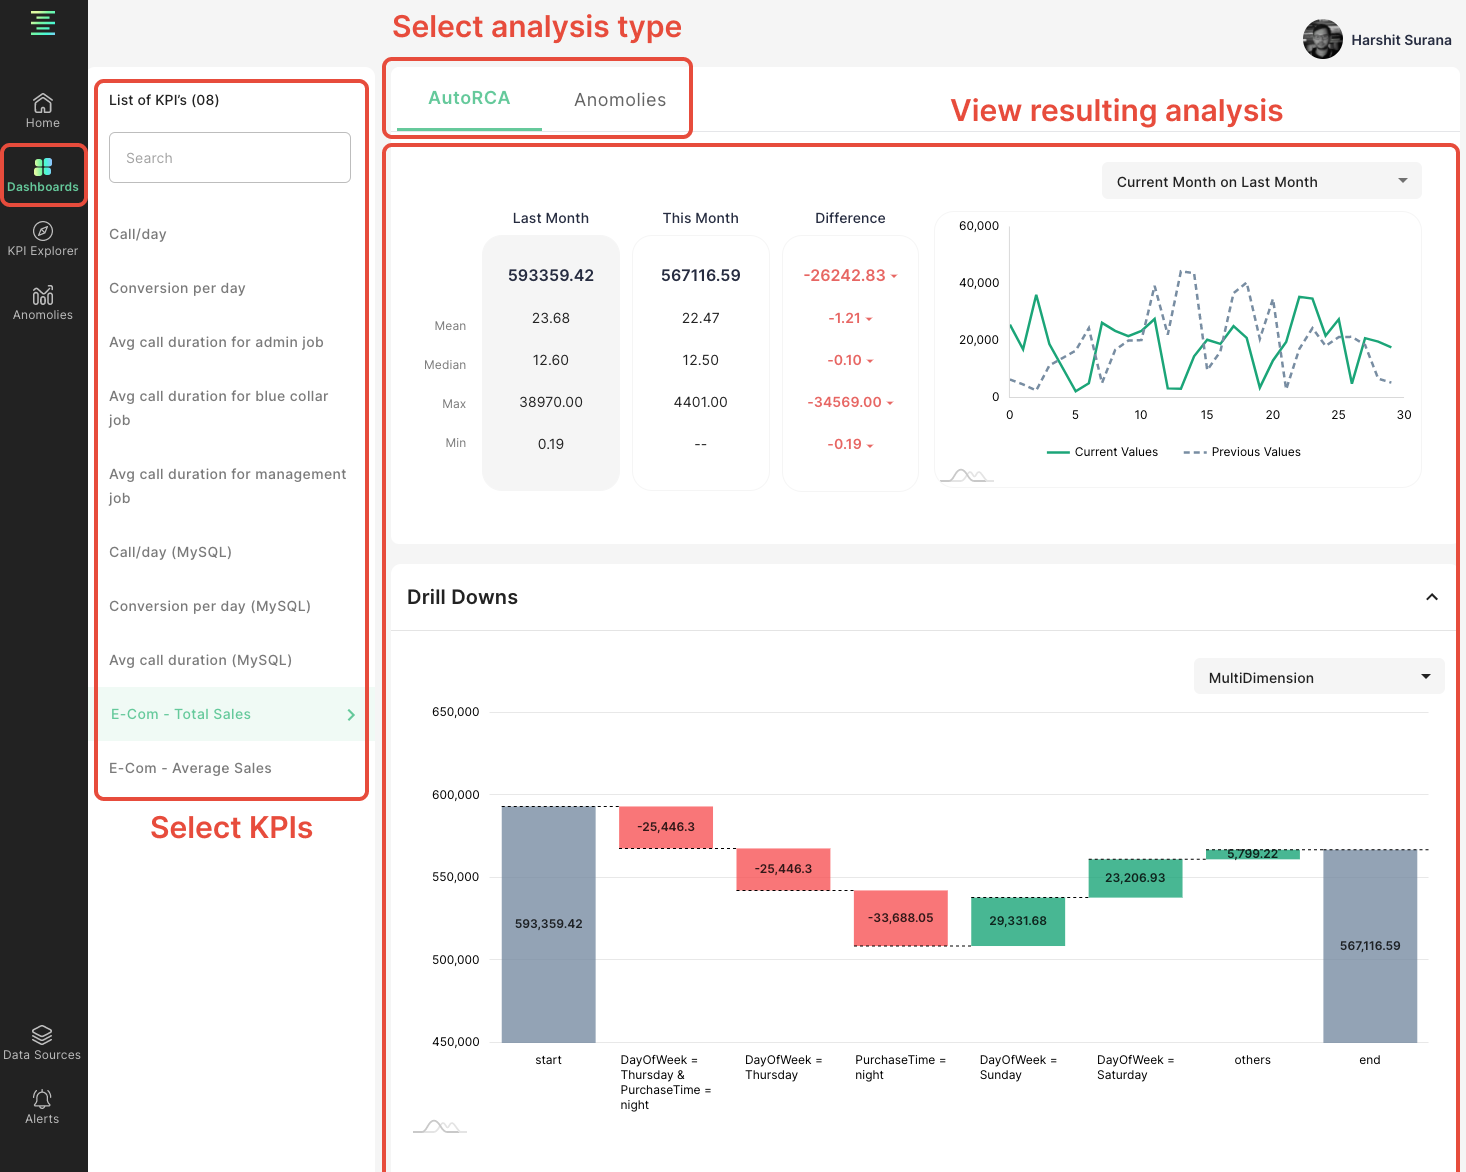 Select analysis type
Harshit Surana
Home
Dashboards
KPI Explorer
Anomolies
Data Sources
Alerts
List of KPI's (08)
Search
Call/day
Conversion per day
Avg call duration for admin job
Avg call duration for blue collar
job
Avg call duration for management
job
Call/day (MySQL)
Conversion per day (MySQL)
Avg call duration (MySQL)
E-Com - Total Sales
E-Com - Average Sales
Select KPIs
AutoRCA
Anomolies
View resulting analysis
Current Month on Last Month
Last Month This Month Difference
593359.42 567116.59 -26242.83
Mean 23.68 22.47 -1.21
Median 12.60 12.50 -0.10
Max 38970.00 4401.00 -34569.00
Min 0.19 -- -0.19
60,000
40,000
20,000
0
0 5 10 15 20 25 30
Current Values Previous Values
Drill Downs
MultiDimension
650,000
600,000
550,000
500,000
450,000
593,359.42
-25,446.3
-25,446.3
-33,688.05
29,331.68
23,206.93
5,799.22
567,116.59
start
DayOfWeek =
Thursday &
PurchaseTime =
night
DayOfWeek =
Thursday
PurchaseTime =
night
DayOfWeek =
Sunday
DayOfWeek =
Saturday
others
end